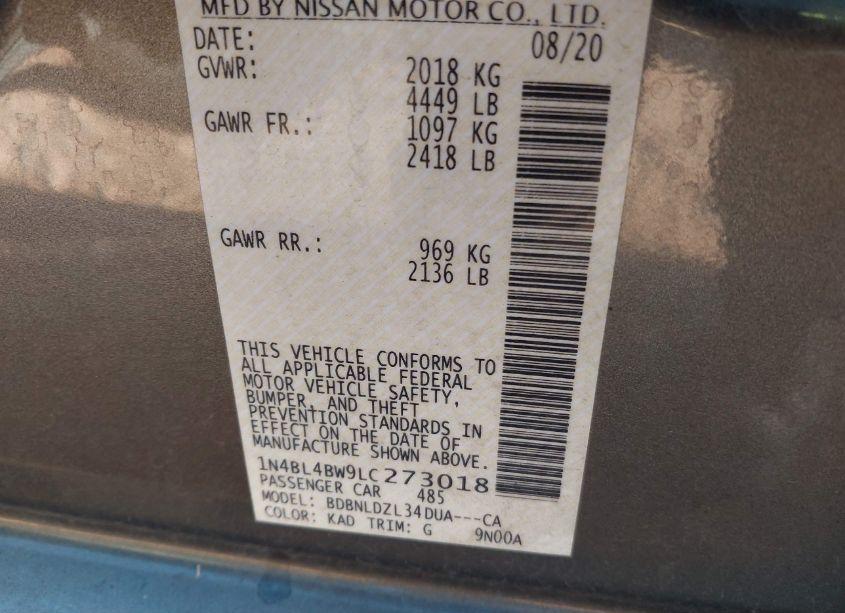 MFD BY NISSAN MOTOR CO., LTD.
DATE: 08/20
GVWR: 2018 KG
4449 LB
GAWR FR.: 1097 KG
2418 LB
GAWR RR.: 969 KG
2136 LB
THIS VEHICLE CONFORMS TO
ALL APPLICABLE FEDERAL
MOTOR VEHICLE SAFETY,
BUMPER, AND THEFT
PREVENTION STANDARDS IN
EFFECT ON THE DATE OF
MANUFACTURE SHOWN ABOVE.
1N4BL4BW9LC273018
PASSENGER CAR 485
MODEL: BDBNLDZL34DUA---CA
COLOR: KAD TRIM: G 9N00A